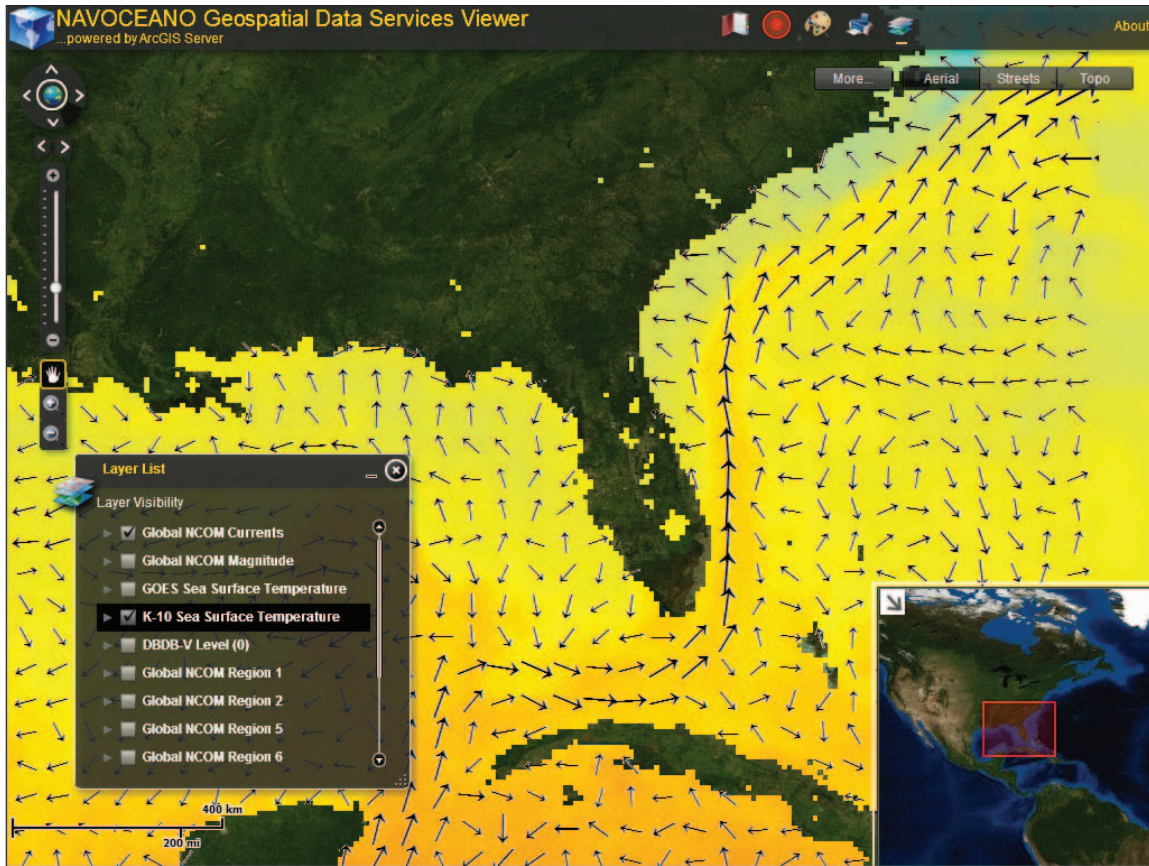 NAVOCEANO Geospatial Data Services Viewer
...powered by ArcGIS Server
About
More...
Aerial
Streets
Topo
Layer List
Layer Visibility
Global NCOM Currents
Global NCOM Magnitude
GOES Sea Surface Temperature
K-10 Sea Surface Temperature
DBDB-V Level (0)
Global NCOM Region 1
Global NCOM Region 2
Global NCOM Region 5
Global NCOM Region 6
400 km
200 mi